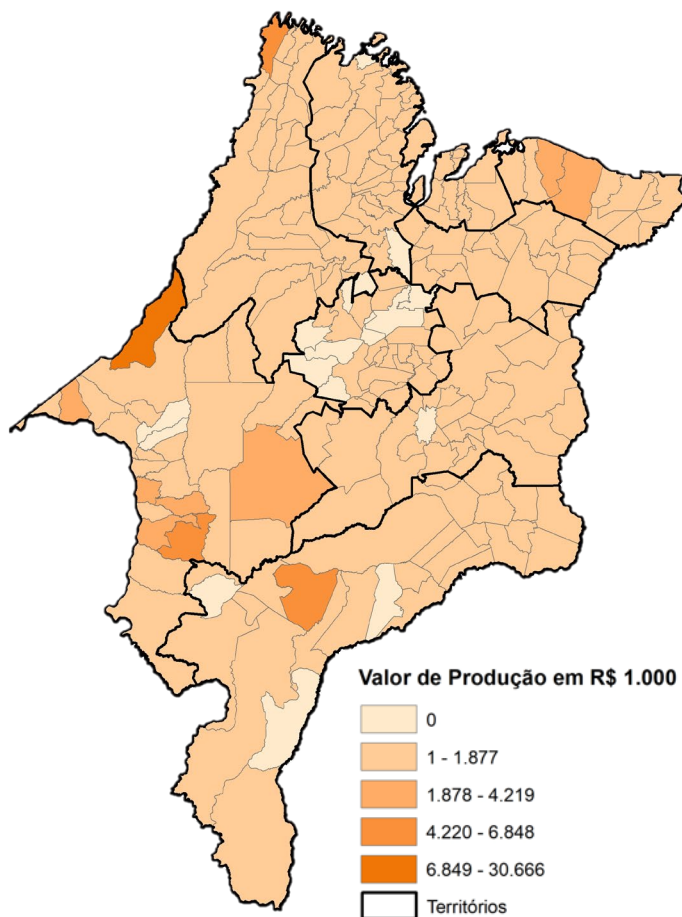 Valor de Produção em R$ 1.000
0
1 - 1.877
1.878 - 4.219
4.220 - 6.848
6.849 - 30.666
Territórios